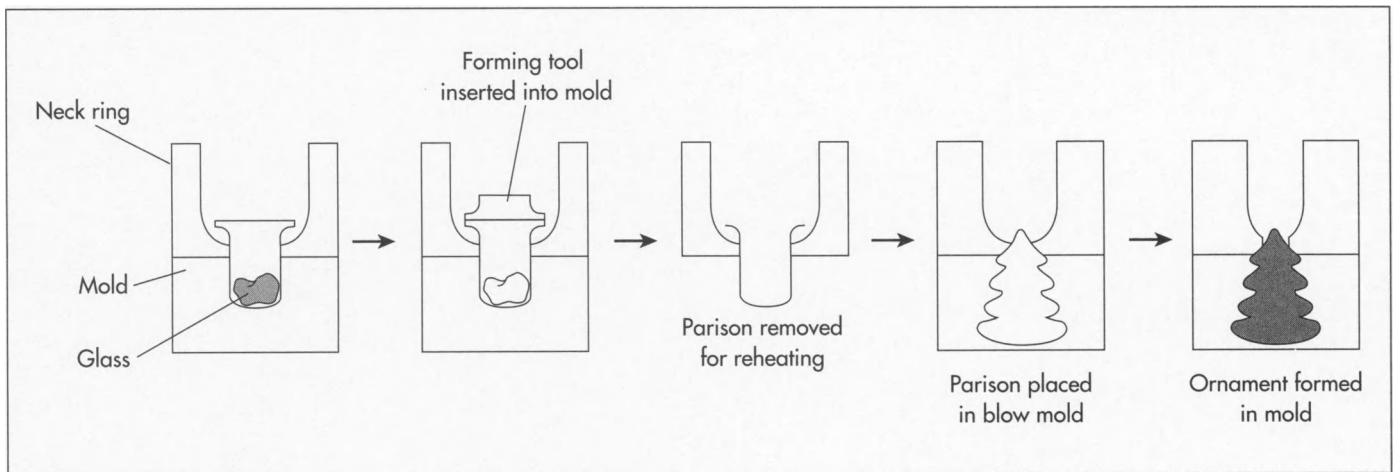 Neck ring
Mold
Glass
Forming tool
inserted into mold
Parison removed
for reheating
Parison placed
in blow mold
Ornament formed
in mold